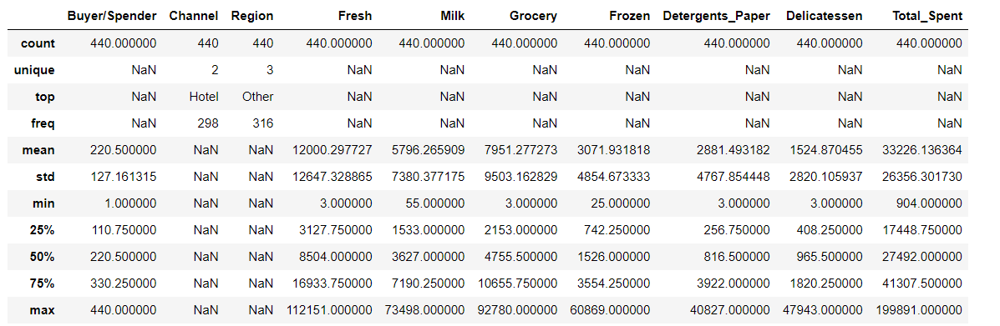 Buyer/Spender Channel Region Fresh Milk Grocery Frozen Detergents_Paper Delicatessen Total_Spent
count 440.000000 440 440 440.000000 440.000000 440.000000 440.000000 440.000000 440.000000 440.000000
unique NaN 2 3 NaN NaN NaN NaN NaN NaN NaN
top NaN Hotel Other NaN NaN NaN NaN NaN NaN NaN
freq NaN 298 316 NaN NaN NaN NaN NaN NaN NaN
mean 220.500000 NaN NaN 12000.297727 5796.265909 7951.277273 3071.931818 2881.493182 1524.870455 33226.136364
std 127.161315 NaN NaN 12647.328865 7380.377175 9503.162829 4854.673333 4767.854448 2820.105937 26356.301730
min 1.000000 NaN NaN 3.000000 55.000000 3.000000 25.000000 3.000000 3.000000 904.000000
25% 110.750000 NaN NaN 3127.750000 1533.000000 2153.000000 742.250000 256.750000 408.250000 17448.750000
50% 220.500000 NaN NaN 8504.000000 3627.000000 4755.500000 1526.000000 816.500000 965.500000 27492.000000
75% 330.250000 NaN NaN 16933.750000 7190.250000 10655.750000 3554.250000 3922.000000 1820.250000 41307.500000
max 440.000000 NaN NaN 112151.000000 73498.000000 92780.000000 60869.000000 40827.000000 47943.000000 199891.000000